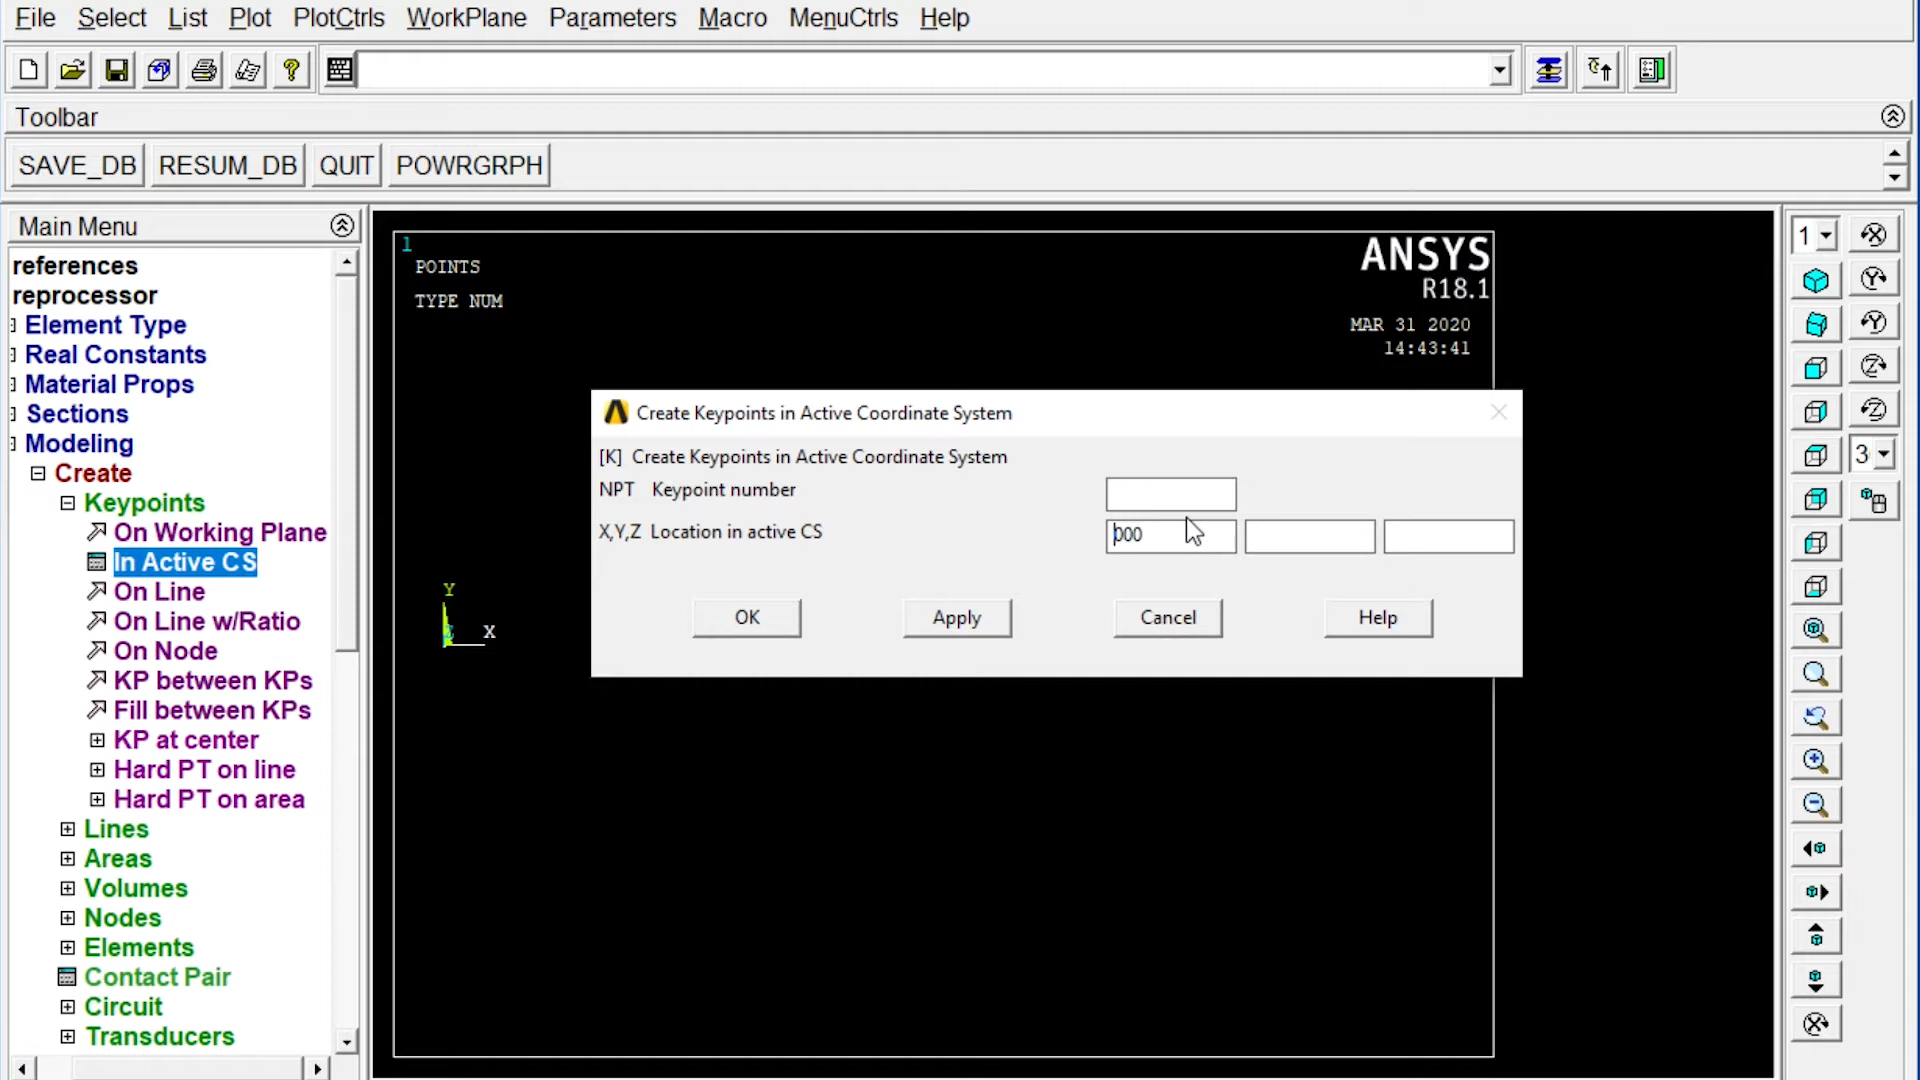 File Select List Plot PlotCtrls WorkPlane Parameters Macro MenuCtrls Help
Toolbar
SAVE_DB RESUM_DB QUIT POWRGRPH
Main Menu
references
reprocessor
Element Type
Real Constants
Material Props
Sections
Modeling
Create
Keypoints
On Working Plane
In Active CS
On Line
On Line w/Ratio
On Node
KP between KPs
Fill between KPs
KP at center
Hard PT on line
Hard PT on area
Lines
Areas
Volumes
Nodes
Elements
Contact Pair
Circuit
Transducers
1
POINTS
TYPE NUM
ANSYS
R18.1
MAR 31 2020
14:43:41
Create Keypoints in Active Coordinate System
[K] Create Keypoints in Active Coordinate System
NPT Keypoint number
X,Y,Z Location in active CS 000
OK Apply Cancel Help
Y
X
1
3